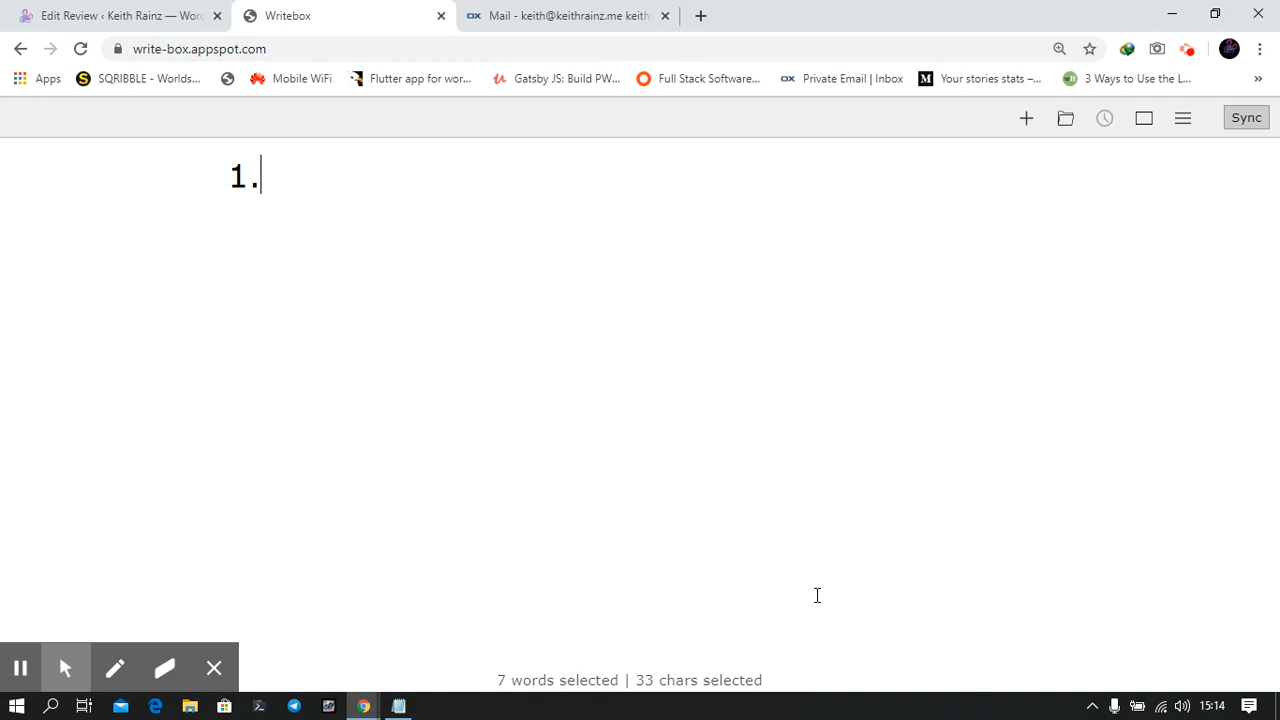 Edit Review ‹ Keith Rainz — Word
Writebox
Mail - keith@keithrainz.me keith
write-box.appspot.com
Apps
SQRIBBLE - Worlds...
Mobile WiFi
Flutter app for wor...
Gatsby JS: Build PW...
Full Stack Software...
Private Email | Inbox
Your stories stats –...
3 Ways to Use the L...
»
Sync
1.
7 words selected | 33 chars selected
15:14